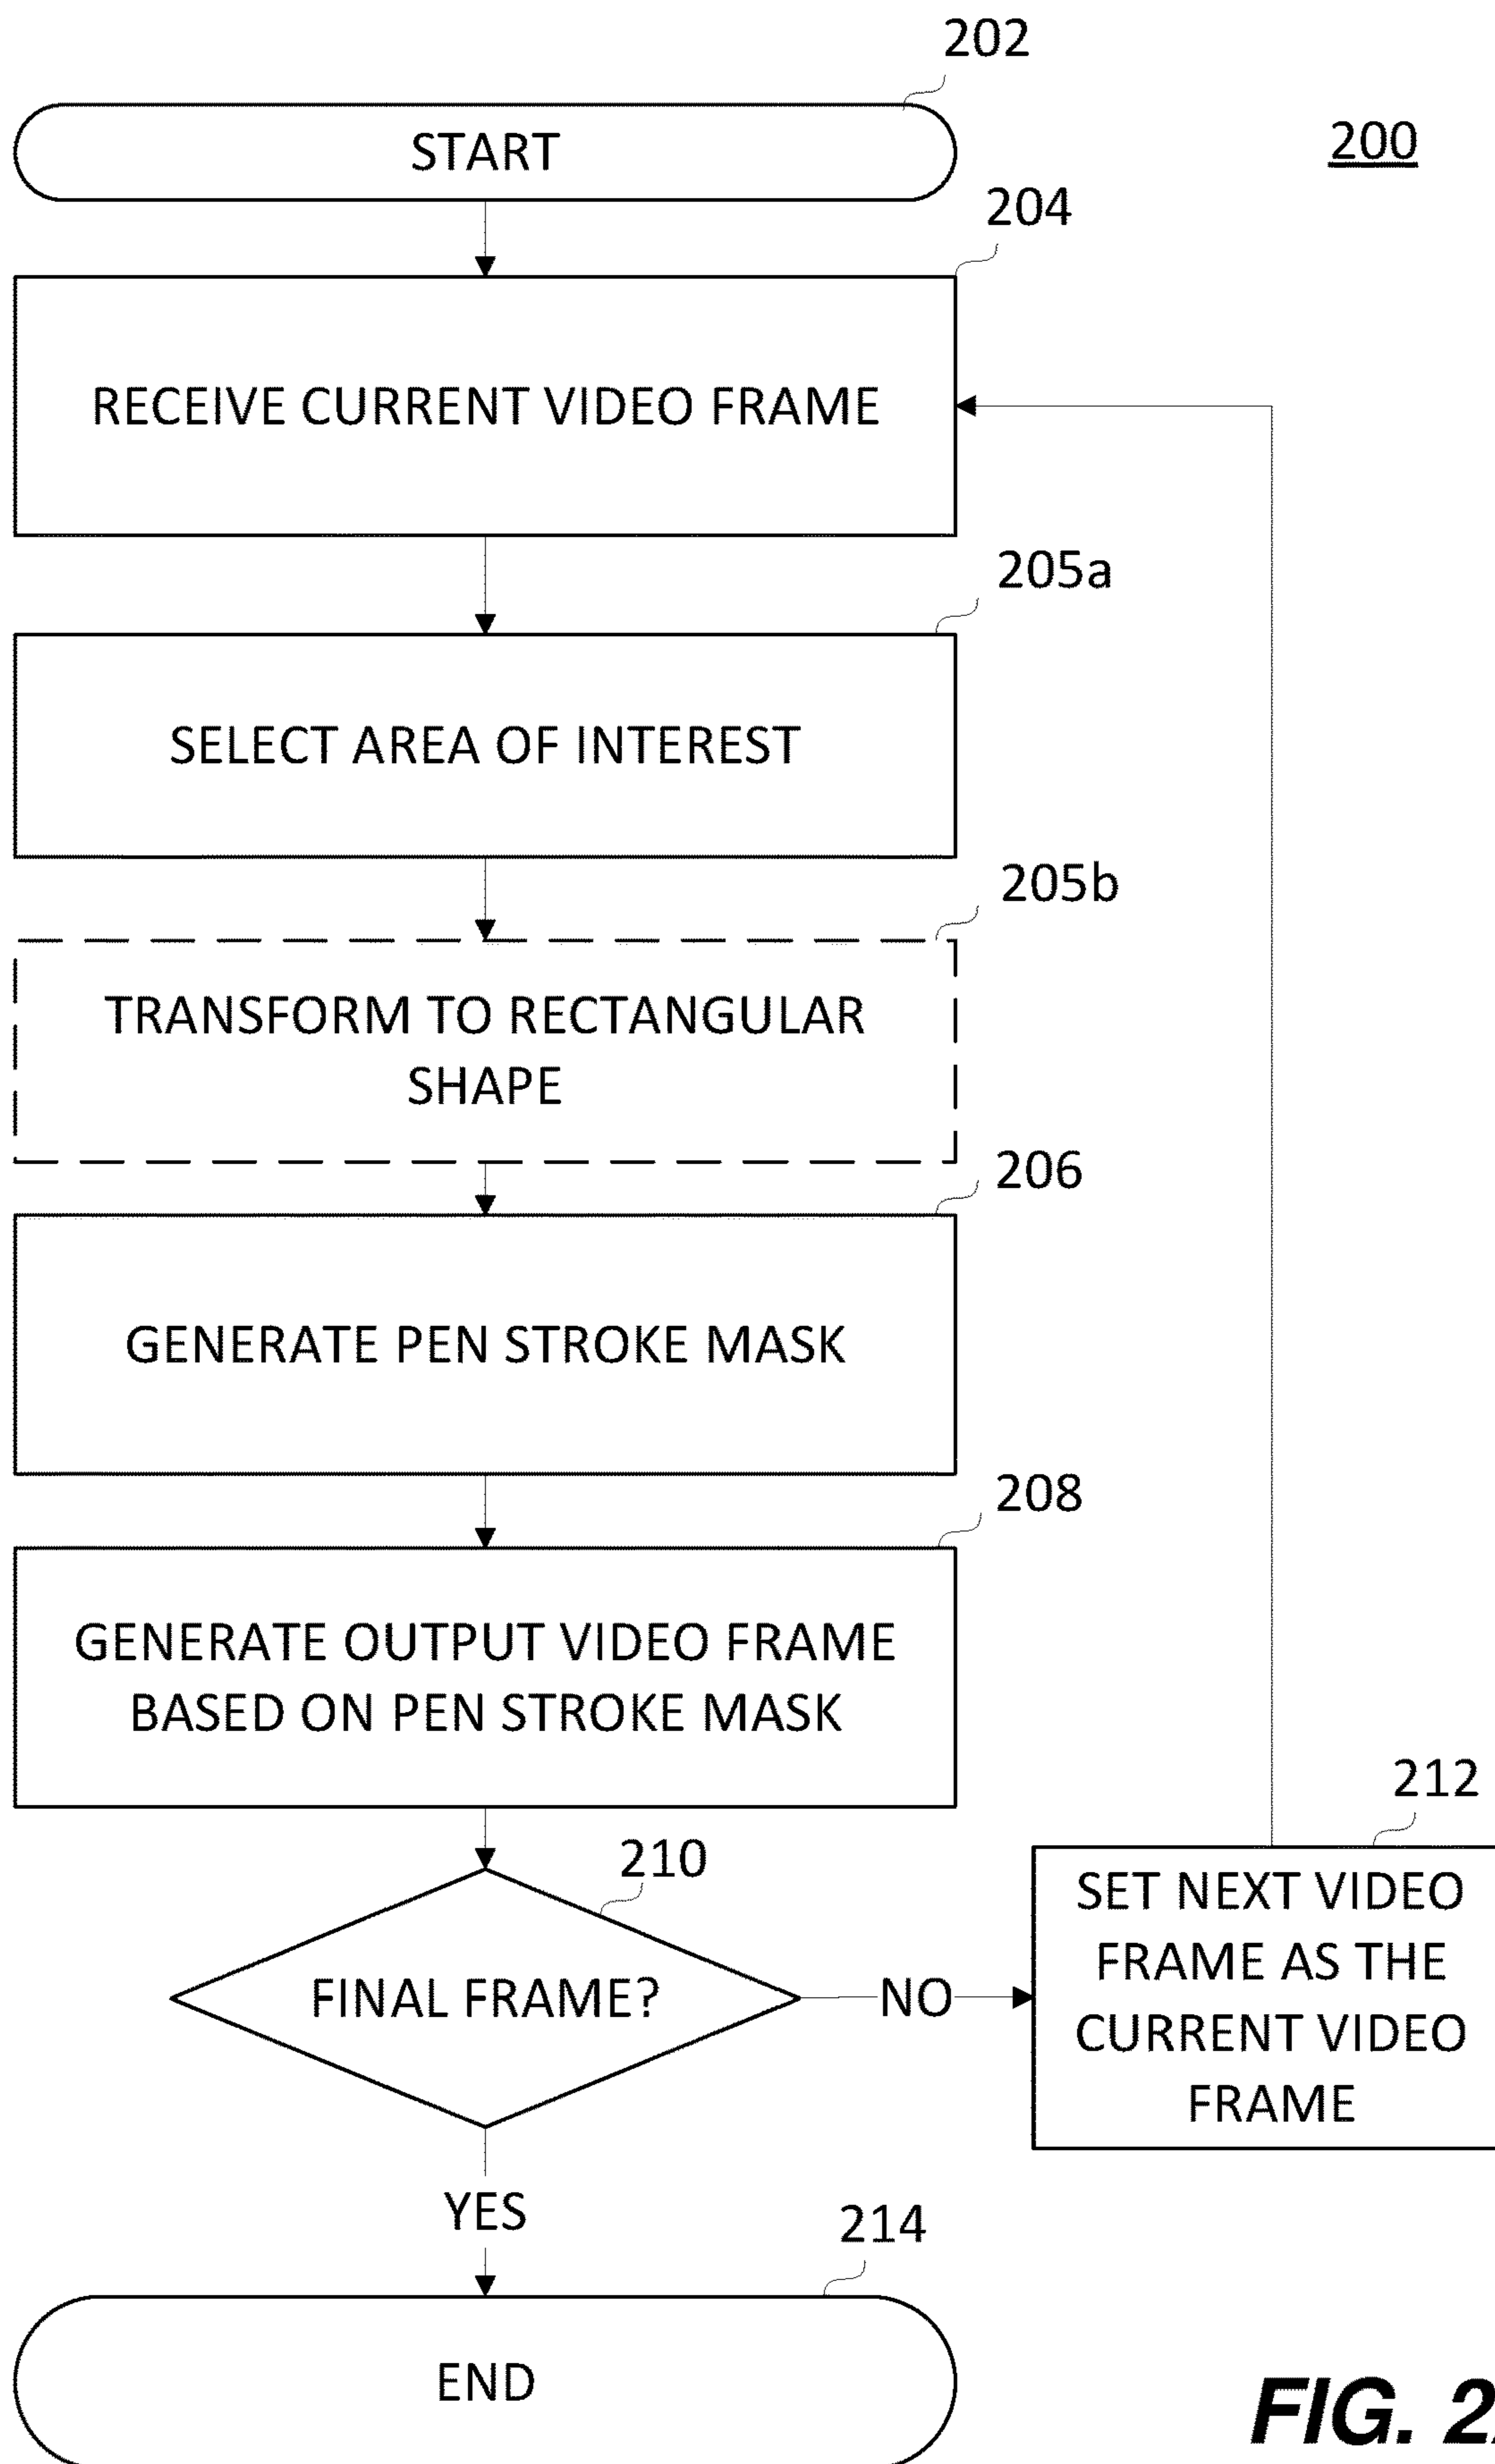 202
START
200
204
RECEIVE CURRENT VIDEO FRAME
205a
SELECT AREA OF INTEREST
205b
TRANSFORM TO RECTANGULAR
SHAPE
206
GENERATE PEN STROKE MASK
208
GENERATE OUTPUT VIDEO FRAME
BASED ON PEN STROKE MASK
210
FINAL FRAME?
NO
212
SET NEXT VIDEO
FRAME AS THE
CURRENT VIDEO
FRAME
YES
214
END
FIG.